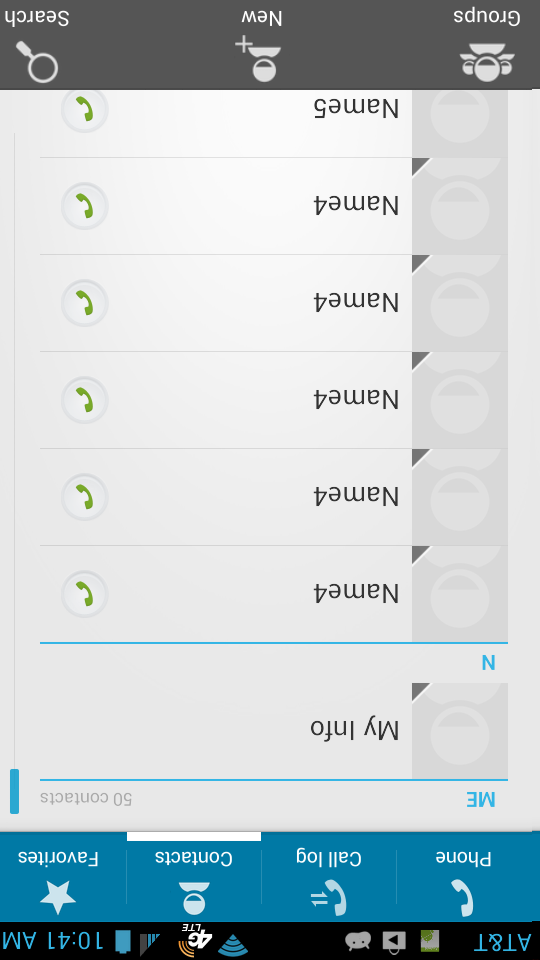 AT&T 4G LTE 10:41 AM
Phone Call log Contacts Favorites
ME 50 contacts
My Info
N
Name4
Name4
Name4
Name4
Name4
Name5
Groups New Search